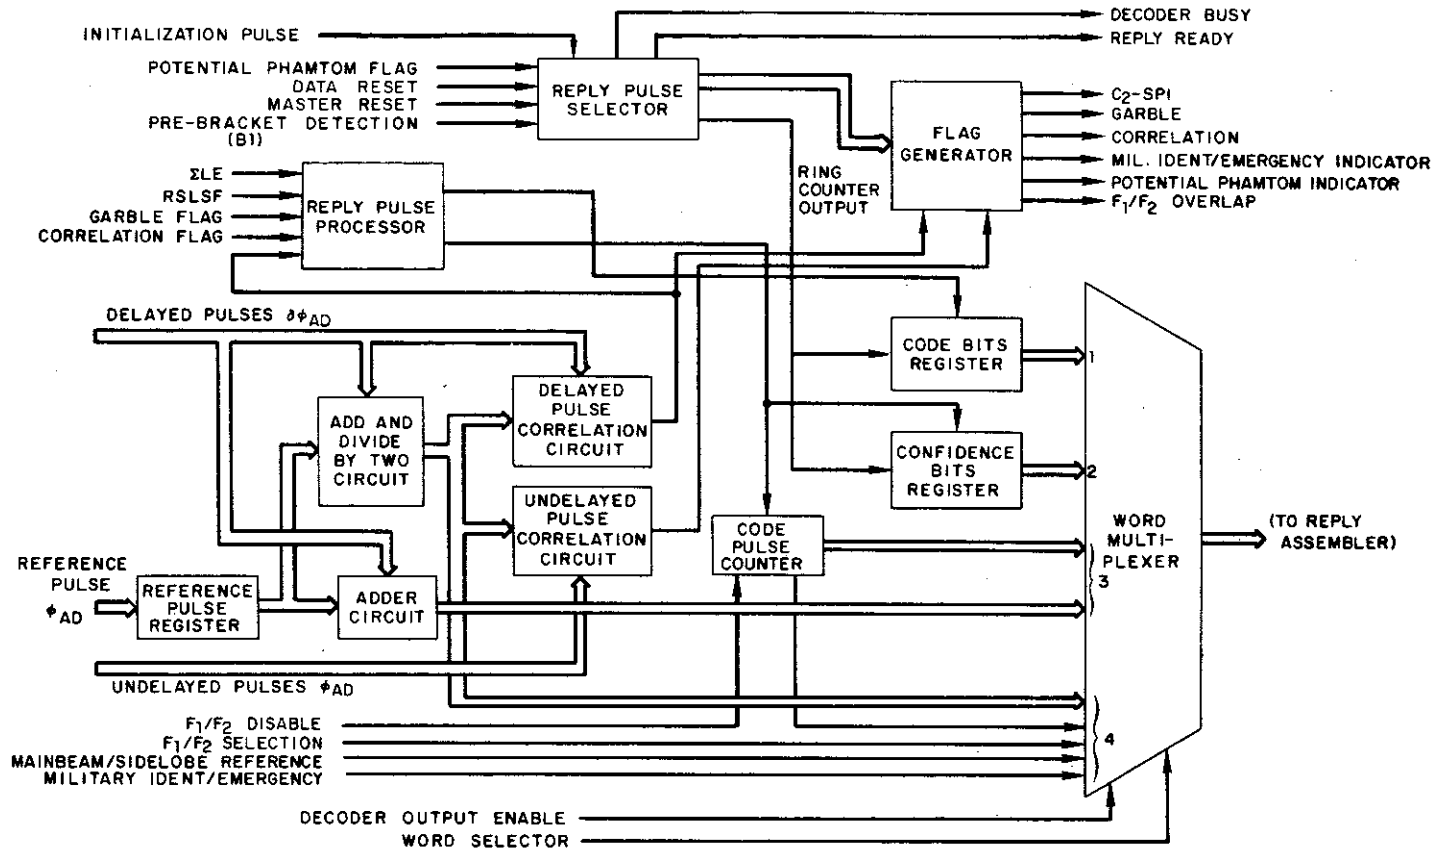 INITIALIZATION PULSE
POTENTIAL PHAMTOM FLAG
DATA RESET
MASTER RESET
PRE-BRACKET DETECTION
(B1)
REPLY PULSE
SELECTOR
DECODER BUSY
REPLY READY
FLAG
GENERATOR
C2-SPI
GARBLE
CORRELATION
MIL. IDENT/EMERGENCY INDICATOR
POTENTIAL PHAMTOM INDICATOR
F1/F2 OVERLAP
RING
COUNTER
OUTPUT
ΣLE
RSLSF
GARBLE FLAG
CORRELATION FLAG
REPLY PULSE
PROCESSOR
DELAYED PULSES ∂ϕAD
ADD AND
DIVIDE
BY TWO
CIRCUIT
DELAYED
PULSE
CORRELATION
CIRCUIT
UNDELAYED
PULSE
CORRELATION
CIRCUIT
CODE BITS
REGISTER
1
CONFIDENCE
BITS
REGISTER
2
CODE
PULSE
COUNTER
WORD
MULTI-
PLEXER
3
(TO REPLY
ASSEMBLER)
REFERENCE
PULSE
ϕAD
REFERENCE
PULSE
REGISTER
ADDER
CIRCUIT
UNDELAYED PULSES ϕAD
F1/F2 DISABLE
F1/F2 SELECTION
MAINBEAM/SIDELOBE REFERENCE
MILITARY IDENT/EMERGENCY
4
DECODER OUTPUT ENABLE
WORD SELECTOR